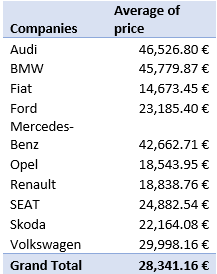 Companies Average of price
Audi 46,526.80 €
BMW 45,779.87 €
Fiat 14,673.45 €
Ford 23,185.40 €
Mercedes-
Benz 42,662.71 €
Opel 18,543.95 €
Renault 18,838.76 €
SEAT 24,882.54 €
Skoda 22,164.08 €
Volkswagen 29,998.16 €
Grand Total 28,341.16 €